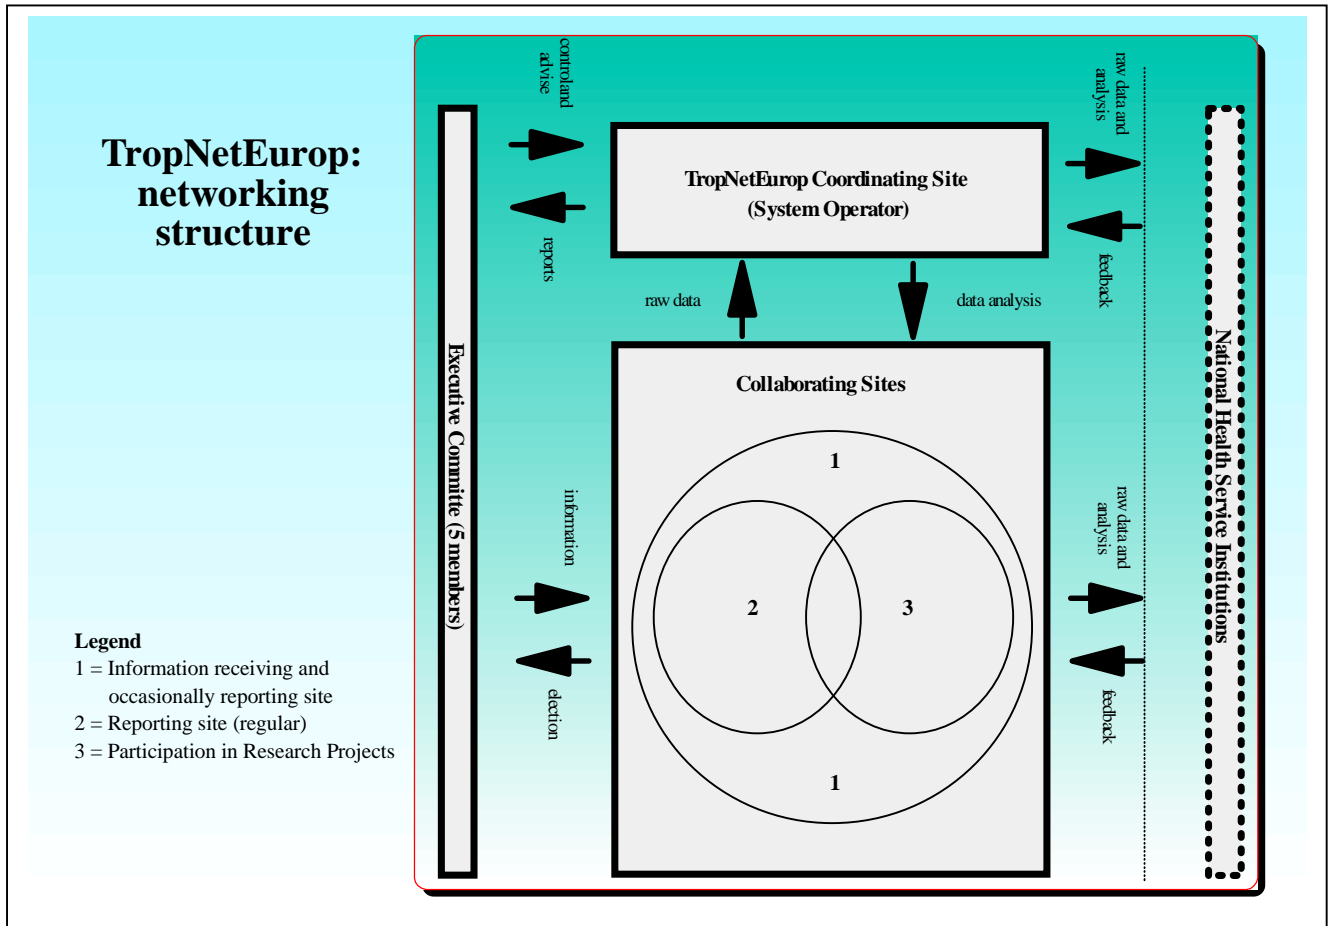 TropNetEurop:
networking
structure
controland
advise
reports
raw data and
analysis
feedback
TropNetEurop Coordinating Site
(System Operator)
raw data
data analysis
Executive Committe (5 members)
National Health Service Institutions
Collaborating Sites
1
2
3
1
information
election
raw data and
analysis
feedback
Legend
1 = Information receiving and
occasionally reporting site
2 = Reporting site (regular)
3 = Participation in Research Projects